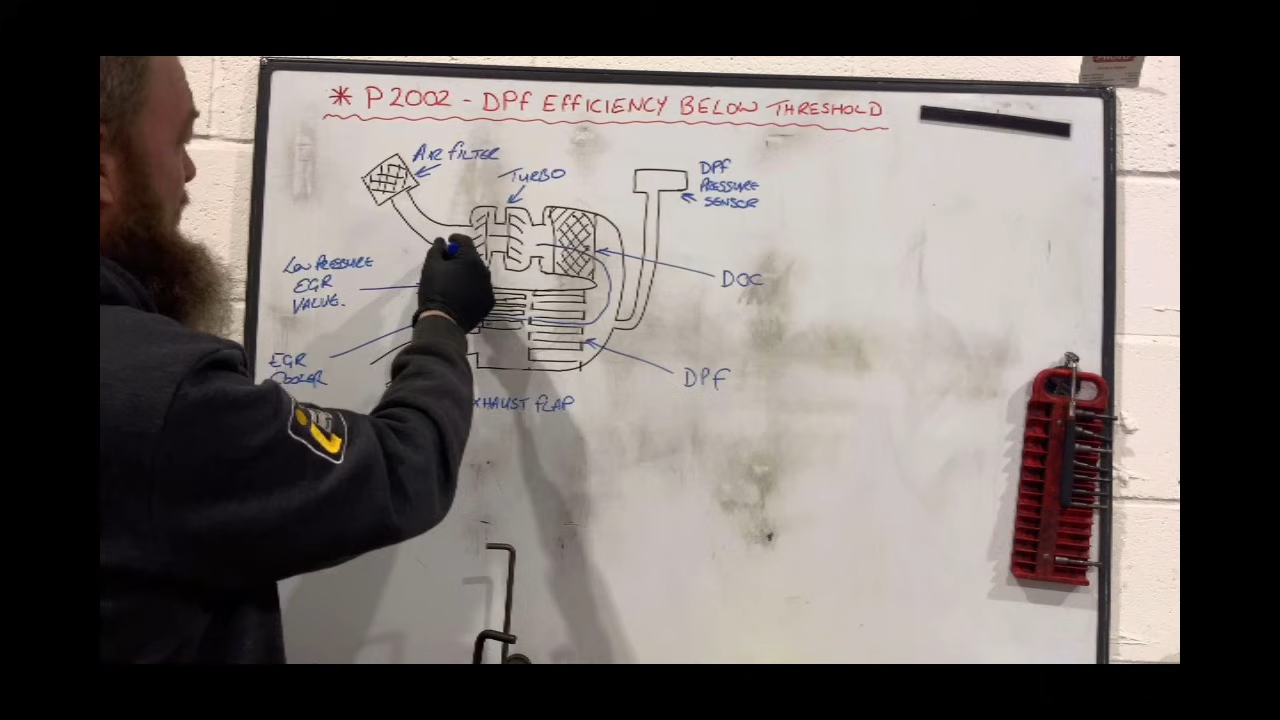 * P2002 - DPF EFFICIENCY BELOW THRESHOLD
AIR FILTER
TURBO
DPF
PRESSURE
SENSOR
LOW PRESSURE
EGR
VALVE.
DOC
EGR
COOLER
DPF
XHAUST FLAP